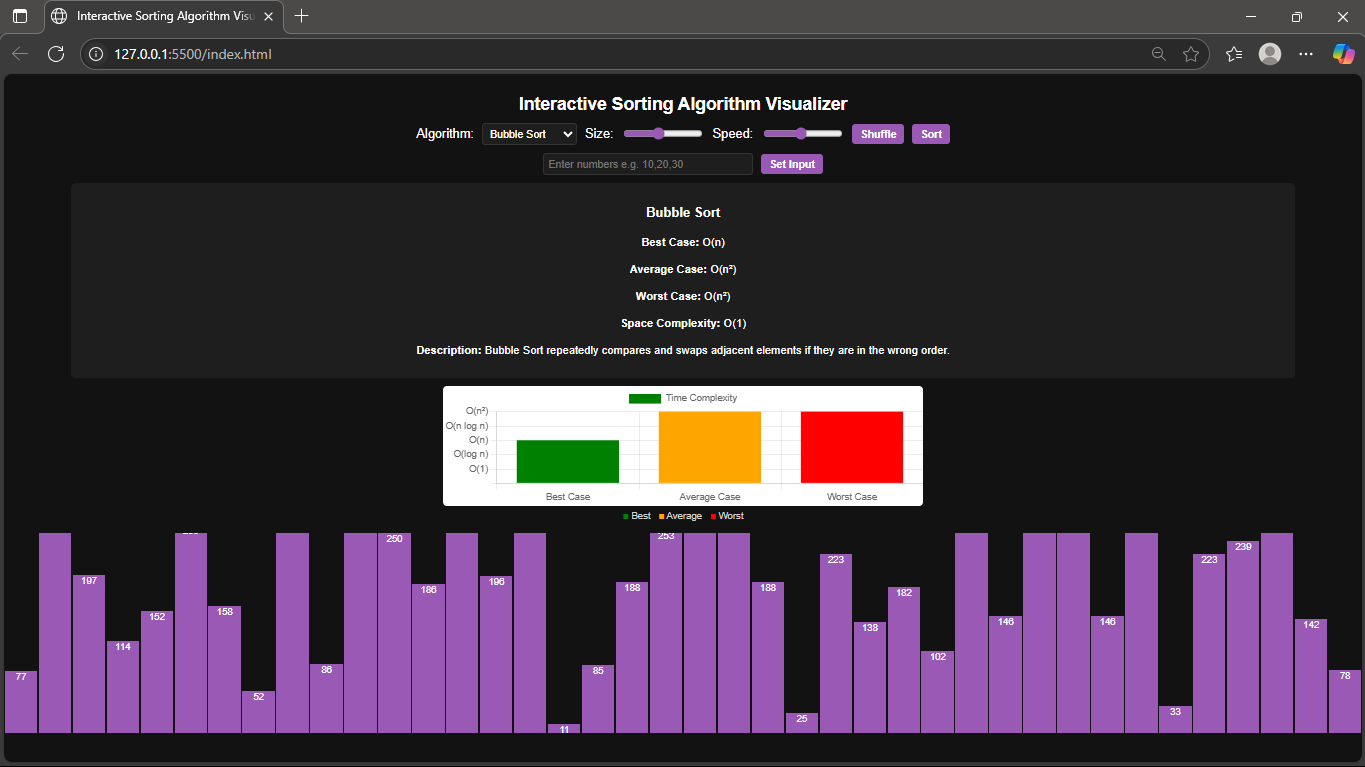 Interactive Sorting Algorithm Visu
127.0.0.1:5500/index.html
Interactive Sorting Algorithm Visualizer
Algorithm: Bubble Sort Size: Speed: Shuffle Sort
Enter numbers e.g. 10,20,30 Set Input
Bubble Sort
Best Case: O(n)
Average Case: O(n²)
Worst Case: O(n²)
Space Complexity: O(1)
Description: Bubble Sort repeatedly compares and swaps adjacent elements if they are in the wrong order.
Time Complexity
O(n²)
O(n log n)
O(n)
O(log n)
O(1)
Best Case Average Case Worst Case
Best Average Worst
77 197 114 152 158 52 86 250 186 196 11 85 188 253 188 25 223 138 182 102 146 146 33 223 239 142 78